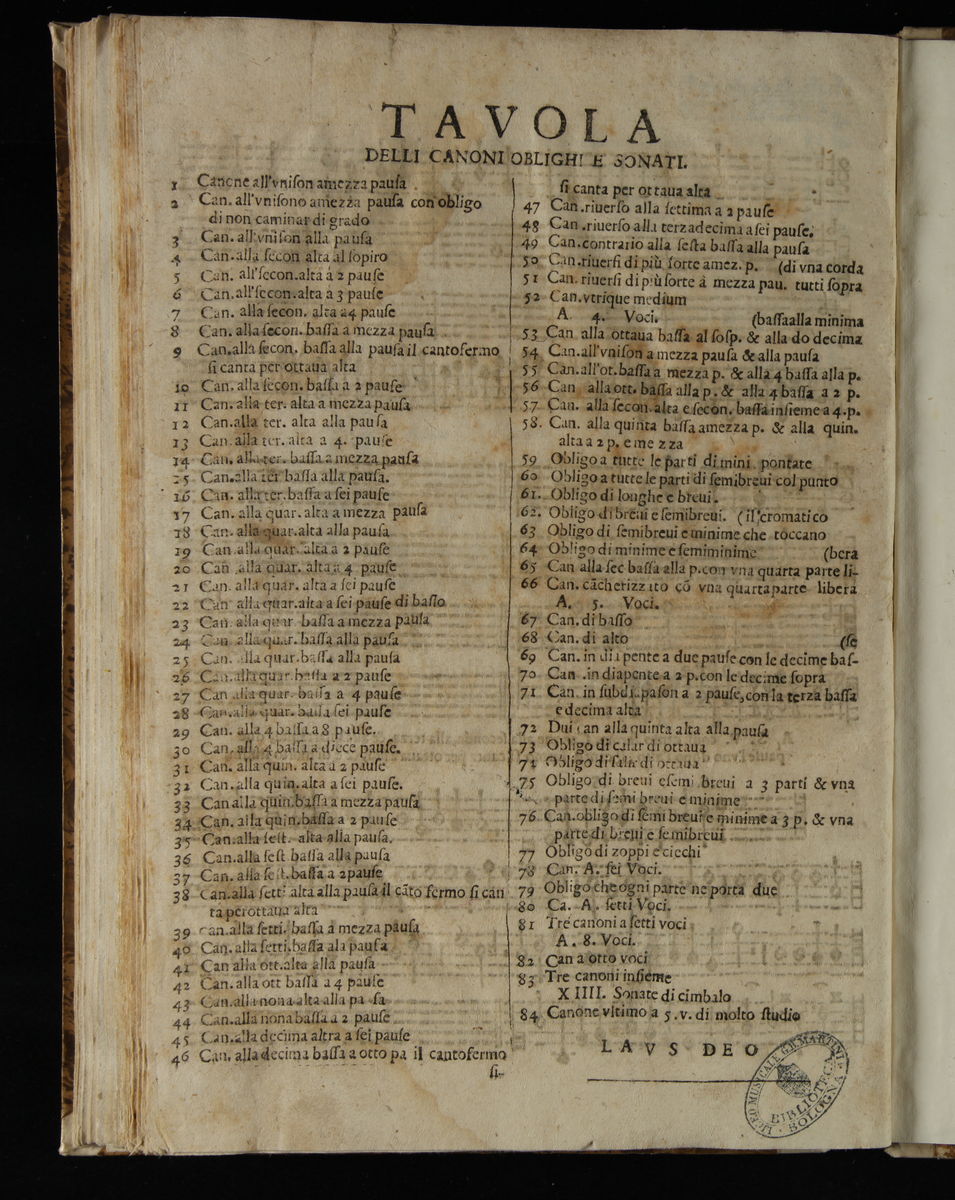 TAVOLA
DELLI CANONI OBLIGHI E SONATI.
1 Canene all'vniſon amezza pauſa
2 Can. all'vniſono amezza pauſa con obligo
di non caminar di grado
3 Can. all'vniſon alla pauſa
4 Can. alla ſecon alta al ſopiro
5 Can. all'ſecon.alta á 2 pauſe
6 Can.all'ſecon.alta a 3 pauſe
7 Can. alla ſecon. alta a4 pauſe
8 Can. alla ſecon. baſſa a mezza pauſa
9 Can.alla ſecon. baſſa alla pauſa il cantofermo
ſi canta per ottaua alta
10 Can. alla ſecon. baſſa a 2 pauſe
11 Can. alla ter. alta a mezza pauſa
12 Can.alla ter. alta alla pauſa
13 Can. alla ter. alta a 4. pauſe
14 Can. alla ter. baſſa a mezza pauſa
15 Can.alla ter baſſa alla pauſa.
16 Can. alla ter. baſſa a ſei pauſe
17 Can. alla quar. alta a mezza pauſa
18 Can. alla quar.alta alla pauſa
19 Can alla quar. alta a 2 pauſe
20 Can alla quar. alta a 4 pauſe
21 Can. alla quar. alta a ſei pauſe
22 Can alla quar.alta a ſei pauſe di baſſo
23 Can alla quar baſſa a mezza pauſa
24 Can. alla quar. baſſa alla pauſa
25 Can. alla quar.baſſa alla pauſa
26 Can.alla quar.baſſa a 2 pauſe
27 Can alla quar. baſſa a 4 pauſe
28 Can.alla quar. baſſa ſei pauſe
29 Can. alla 4 baſſa a 8 pauſe.
30 Can. alla 4 baſſa a diece pauſe.
31 Can. alla quin. alta a 2 pauſe
32 Can. alla quin. alta a ſei pauſe.
33 Can alla quin.baſſa a mezza pauſa
34 Can. alla quin.baſſa a 2 pauſe
35 Can.alla ſeſt. alta alla pauſa.
36 Can.alla ſeſt baſſa alla pauſa
37 Can. alla ſeſt.baſſa a 2pauſe
38 Can.alla ſetti alta alla pauſa il cāto fermo ſi can
ta per ottaua alta
39 Can.alla ſetti. baſſa a mezza pauſa
40 Can.alla ſetti.baſſa ala pauſa
41 Can alla ott.alta alla pauſa
42 Can. alla ott baſſa a 4 pauſe
43 Can.alla nona alta alla pa ſa
44 Can.alla nona baſſa a 2 pauſe
45 Can.alla decima altra a ſei pauſe
46 Can. alla decima baſſa a otto pa il cantofermo
ſi
ſi canta per ottaua alta
47 Can.riuerſo alla ſettima a 2 pauſe
48 Can.riuerſo alla terzadecima a ſei pauſe.
49 Can.contrario alla ſeſta baſſa alla pauſa
50 Can.riuerſi di più ſorte amez. p. (di vna corda
51 Can. riuerſi di più ſorte á mezza pau. tutti ſopra
52 Can.vtrique medium
A. 4. Voci. (baſſaalla minima
53 Can alla ottaua baſſa al ſoſp. & alla do decima
54 Can.all'vniſon a mezza pauſa & alla pauſa
55 Can.all'ot.baſſa a mezza p. & alla 4 baſſa alla p.
56 Can alla ott. baſſa alla p. & alla 4 baſſa a 2 p.
57 Can. alla ſecon.alta e ſecon. baſſa inſieme a 4.p.
58. Can. alla quinta baſſa amezza p. & alla quin.
alta a 2 p. e me zza
59 Obligo a tutte le parti di mini. pontate
60 Obligo a tutte le parti di ſemibreui col punto
61. Obligo di longhe e breui.
62. Obligo di breui e ſemibreui. (il cromatico
63 Obligo di ſemibreui e minime che toccano
64 Obligo di minime e ſemiminime (bera
65 Can alla ſec baſſa alla p.con vna quarta parte li-
66 Can. cācherizz ito cō vna quarta parte libera
A. 5. Voci.
67 Can.di baſſo
68 Can.di alto (ſe
69 Can. in dia pente a due pauſe con le decime baſ-
70 Can .in diapente a 2 p.con le decime ſopra
71 Can. in ſubdi.paſon a 2 pauſe,con la terza baſſa
e decima alta
72 Dui can alla quinta alta alla pauſa
73 Obligo di calar di ottaua
74 Obligo di ſalir di ottaua
75 Obligo di breui eſemi breui a 3 parti & vna
parte di ſemi breui e minime
76 Can.obligo di ſemi breui e minime a 3 p. & vna
parte di breui e ſemibreui
77 Obligo di zoppi e ciechi
78 Can. A. ſei Voci.
79 Obligo che ogni parte ne porta due
80 Ca. A. ſetti Voci.
81 Tre canoni a ſetti voci
A. 8. Voci.
82 Can a otto voci
83 Tre canoni inſieme
X IIII. Sonate di cimbalo
84 Canone vltimo a 5.v. di molto ſtudio
LAVS DEO
BIBLIOTECA
BOLOGNA